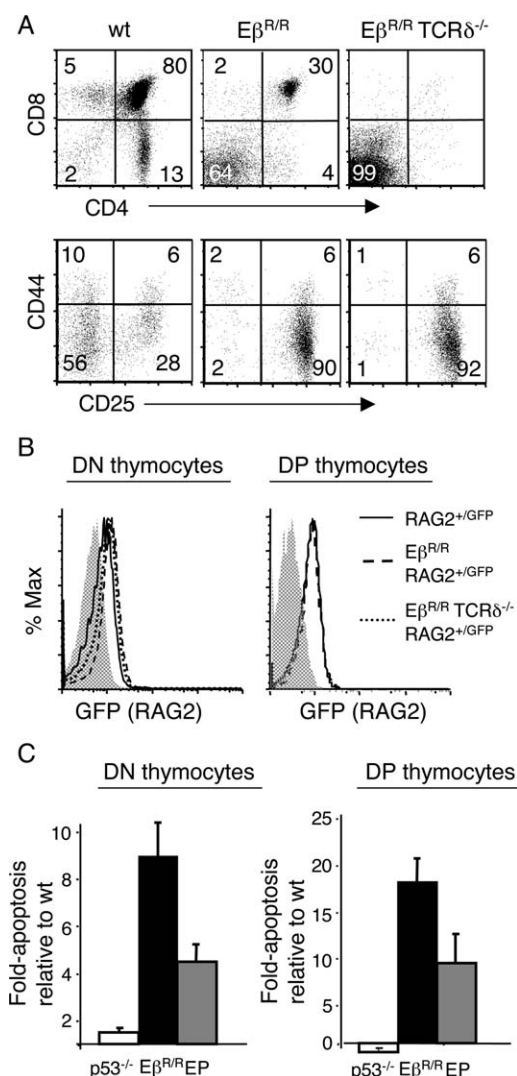 A
wt
Eβ^R/R
Eβ^R/R TCRδ^-/-
5
80
2
30
2
13
64
4
99
CD8
CD4
10
6
2
6
1
6
56
28
2
90
1
92
CD44
CD25
B
DN thymocytes
DP thymocytes
% Max
GFP (RAG2)
GFP (RAG2)
RAG2^+/GFP
Eβ^R/R
RAG2^+/GFP
Eβ^R/R TCRδ^-/-
RAG2^+/GFP
C
DN thymocytes
DP thymocytes
Fold-apoptosis
relative to wt
10
8
6
4
2
p53^-/- Eβ^R/R EP
Fold-apoptosis
relative to wt
25
20
15
10
5
0
p53^-/- Eβ^R/R EP